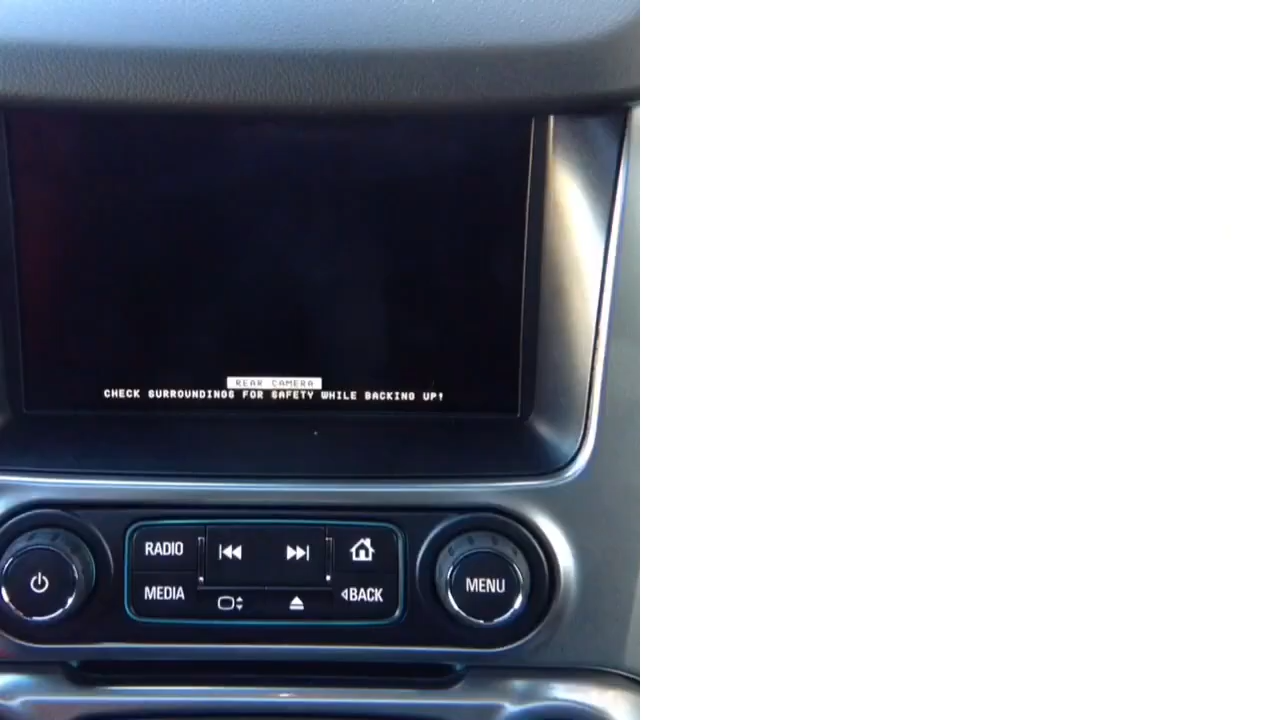 REAR CAMERA
CHECK SURROUNDINGS FOR SAFETY WHILE BACKING UP!
RADIO
MEDIA
BACK
MENU